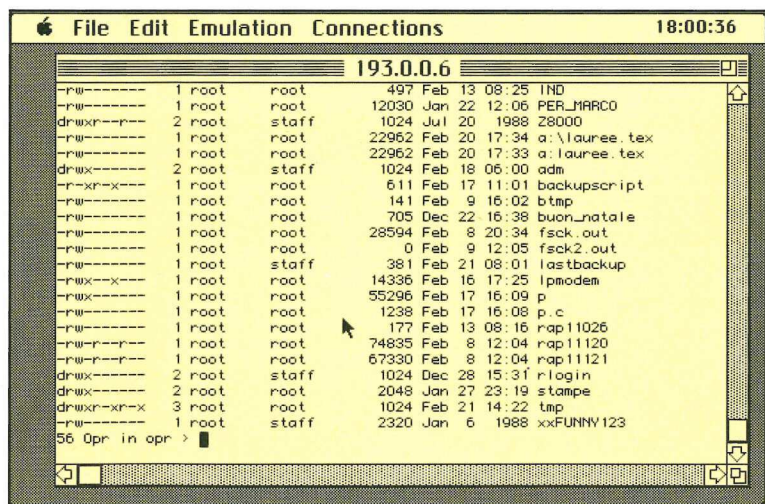 File Edit Emulation Connections 18:00:36
193.0.0.6
-rw------- 1 root root 497 Feb 13 08:25 IND
-rw------- 1 root root 12030 Jan 22 12:06 PER_MARCO
drwxr--r-- 2 root staff 1024 Jul 20 1988 Z8000
-rw------- 1 root root 22962 Feb 20 17:34 a:\lauree.tex
-rw------- 1 root root 22962 Feb 20 17:33 a:lauree.tex
drwx------ 2 root staff 1024 Feb 18 06:00 adm
-r-xr-x--- 1 root root 611 Feb 17 11:01 backupscript
-rw------- 1 root root 141 Feb 9 16:02 btmp
-rw------- 1 root root 705 Dec 22 16:38 buon_natale
-rw------- 1 root root 28594 Feb 8 20:34 fsck.out
-rw------- 1 root root 0 Feb 9 12:05 fsck2.out
-rw------- 1 root staff 381 Feb 21 08:01 lastbackup
-rwx--x--- 1 root root 14336 Feb 16 17:25 lpmodem
-rwx------ 1 root root 55296 Feb 17 16:09 p
-rw------- 1 root root 1238 Feb 17 16:08 p.c
-rw------- 1 root root 177 Feb 13 08:16 rap11026
-rw-r--r-- 1 root root 74835 Feb 8 12:04 rap11120
-rw-r--r-- 1 root root 67330 Feb 8 12:04 rap11121
drwx------ 2 root staff 1024 Dec 28 15:31 rlogin
drwx------ 2 root root 2048 Jan 27 23:19 stampe
drwxr-xr-x 3 root root 1024 Feb 21 14:22 tmp
-rw------- 1 root staff 2320 Jan 6 1988 xxFUNNY123
56 Opr in opr >